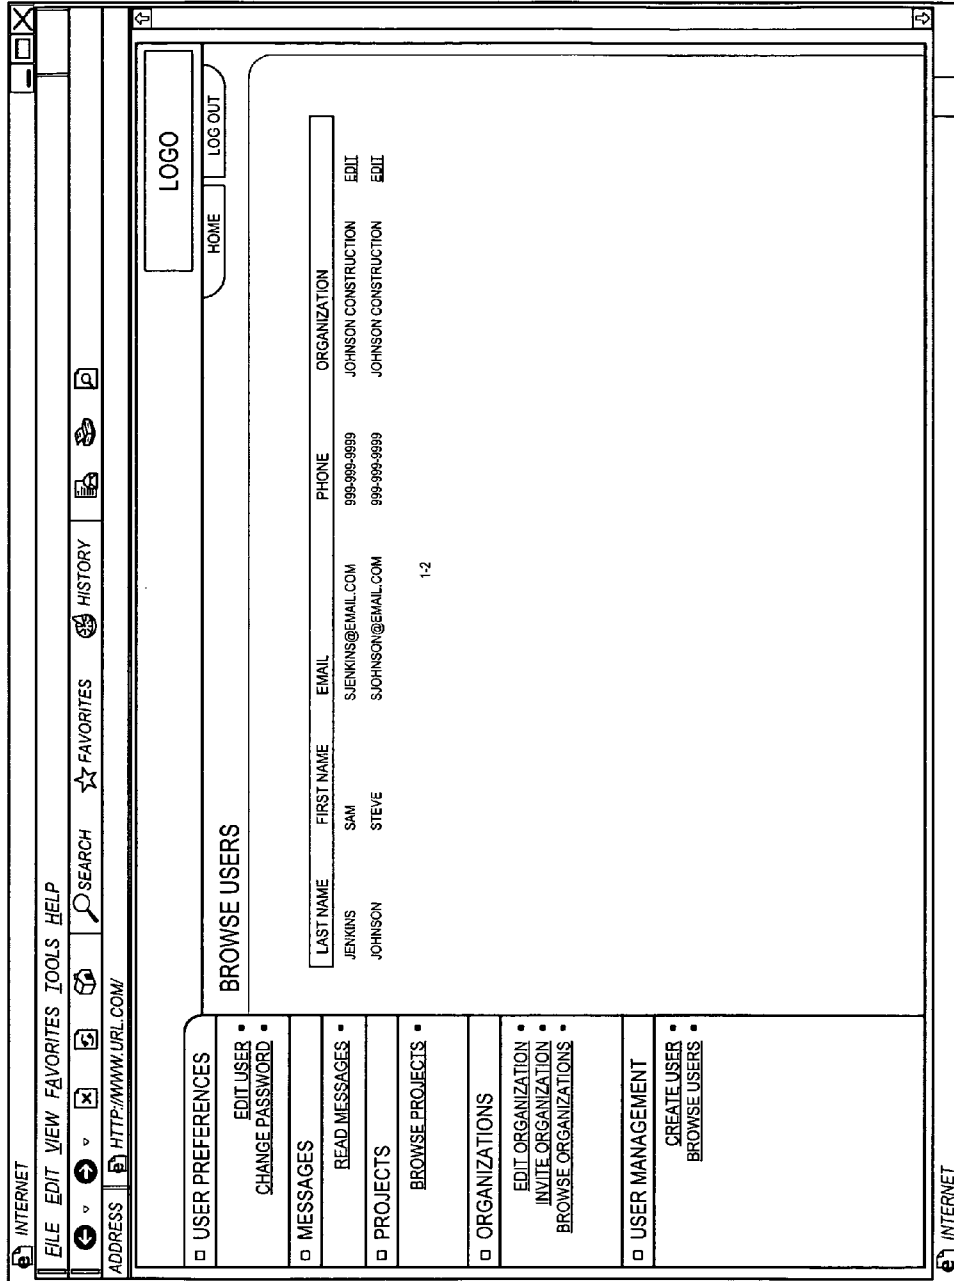 INTERNET
FILE EDIT VIEW FAVORITES TOOLS HELP
SEARCH FAVORITES HISTORY
ADDRESS HTTP://WWW.URL.COM/
LOGO
HOME LOG OUT
USER PREFERENCES
EDIT USER
CHANGE PASSWORD
MESSAGES
READ MESSAGES
PROJECTS
BROWSE PROJECTS
ORGANIZATIONS
EDIT ORGANIZATION
INVITE ORGANIZATION
BROWSE ORGANIZATIONS
USER MANAGEMENT
CREATE USER
BROWSE USERS
BROWSE USERS
LAST NAME FIRST NAME EMAIL PHONE ORGANIZATION
JENKINS SAM SJENKINS@EMAIL.COM 999-999-9999 JOHNSON CONSTRUCTION EDIT
JOHNSON STEVE SJOHNSON@EMAIL.COM 999-999-9999 JOHNSON CONSTRUCTION EDIT
1-2
INTERNET